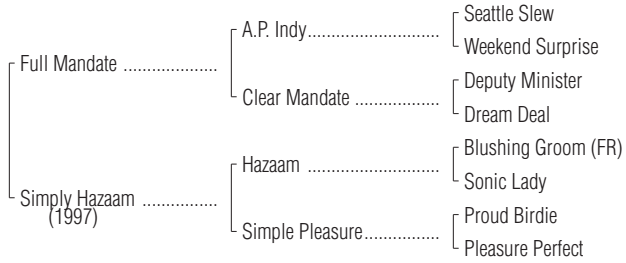 Seattle Slew
A.P. Indy
Weekend Surprise
Full Mandate
Deputy Minister
Clear Mandate
Dream Deal
Blushing Groom (FR)
Hazaam
Sonic Lady
Simply Hazaam
(1997)
Proud Birdie
Simple Pleasure
Pleasure Perfect